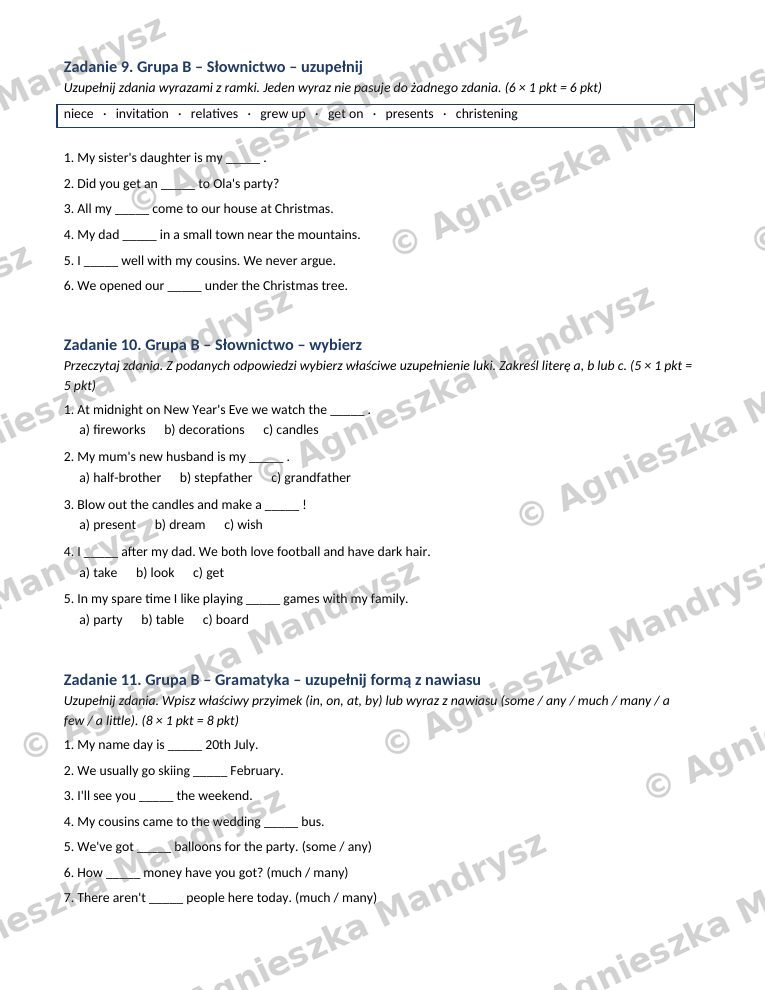 Zadanie 9. Grupa B – Słownictwo – uzupełnij
Uzupełnij zdania wyrazami z ramki. Jeden wyraz nie pasuje do żadnego zdania. (6 × 1 pkt = 6 pkt)
niece · invitation · relatives · grew up · get on · presents · christening
1. My sister's daughter is my _____ .
2. Did you get an _____ to Ola's party?
3. All my _____ come to our house at Christmas.
4. My dad _____ in a small town near the mountains.
5. I _____ well with my cousins. We never argue.
6. We opened our _____ under the Christmas tree.
Zadanie 10. Grupa B – Słownictwo – wybierz
Przeczytaj zdania. Z podanych odpowiedzi wybierz właściwe uzupełnienie luki. Zakreśl literę a, b lub c. (5 × 1 pkt =
5 pkt)
1. At midnight on New Year's Eve we watch the _____ .
a) fireworks b) decorations c) candles
2. My mum's new husband is my _____ .
a) half-brother b) stepfather c) grandfather
3. Blow out the candles and make a _____ !
a) present b) dream c) wish
4. I _____ after my dad. We both love football and have dark hair.
a) take b) look c) get
5. In my spare time I like playing _____ games with my family.
a) party b) table c) board
Zadanie 11. Grupa B – Gramatyka – uzupełnij formą z nawiasu
Uzupełnij zdania. Wpisz właściwy przyimek (in, on, at, by) lub wyraz z nawiasu (some / any / much / many / a
few / a little). (8 × 1 pkt = 8 pkt)
1. My name day is _____ 20th July.
2. We usually go skiing _____ February.
3. I'll see you _____ the weekend.
4. My cousins came to the wedding _____ bus.
5. We've got _____ balloons for the party. (some / any)
6. How _____ money have you got? (much / many)
7. There aren't _____ people here today. (much / many)
© Agnieszka Mandrysz